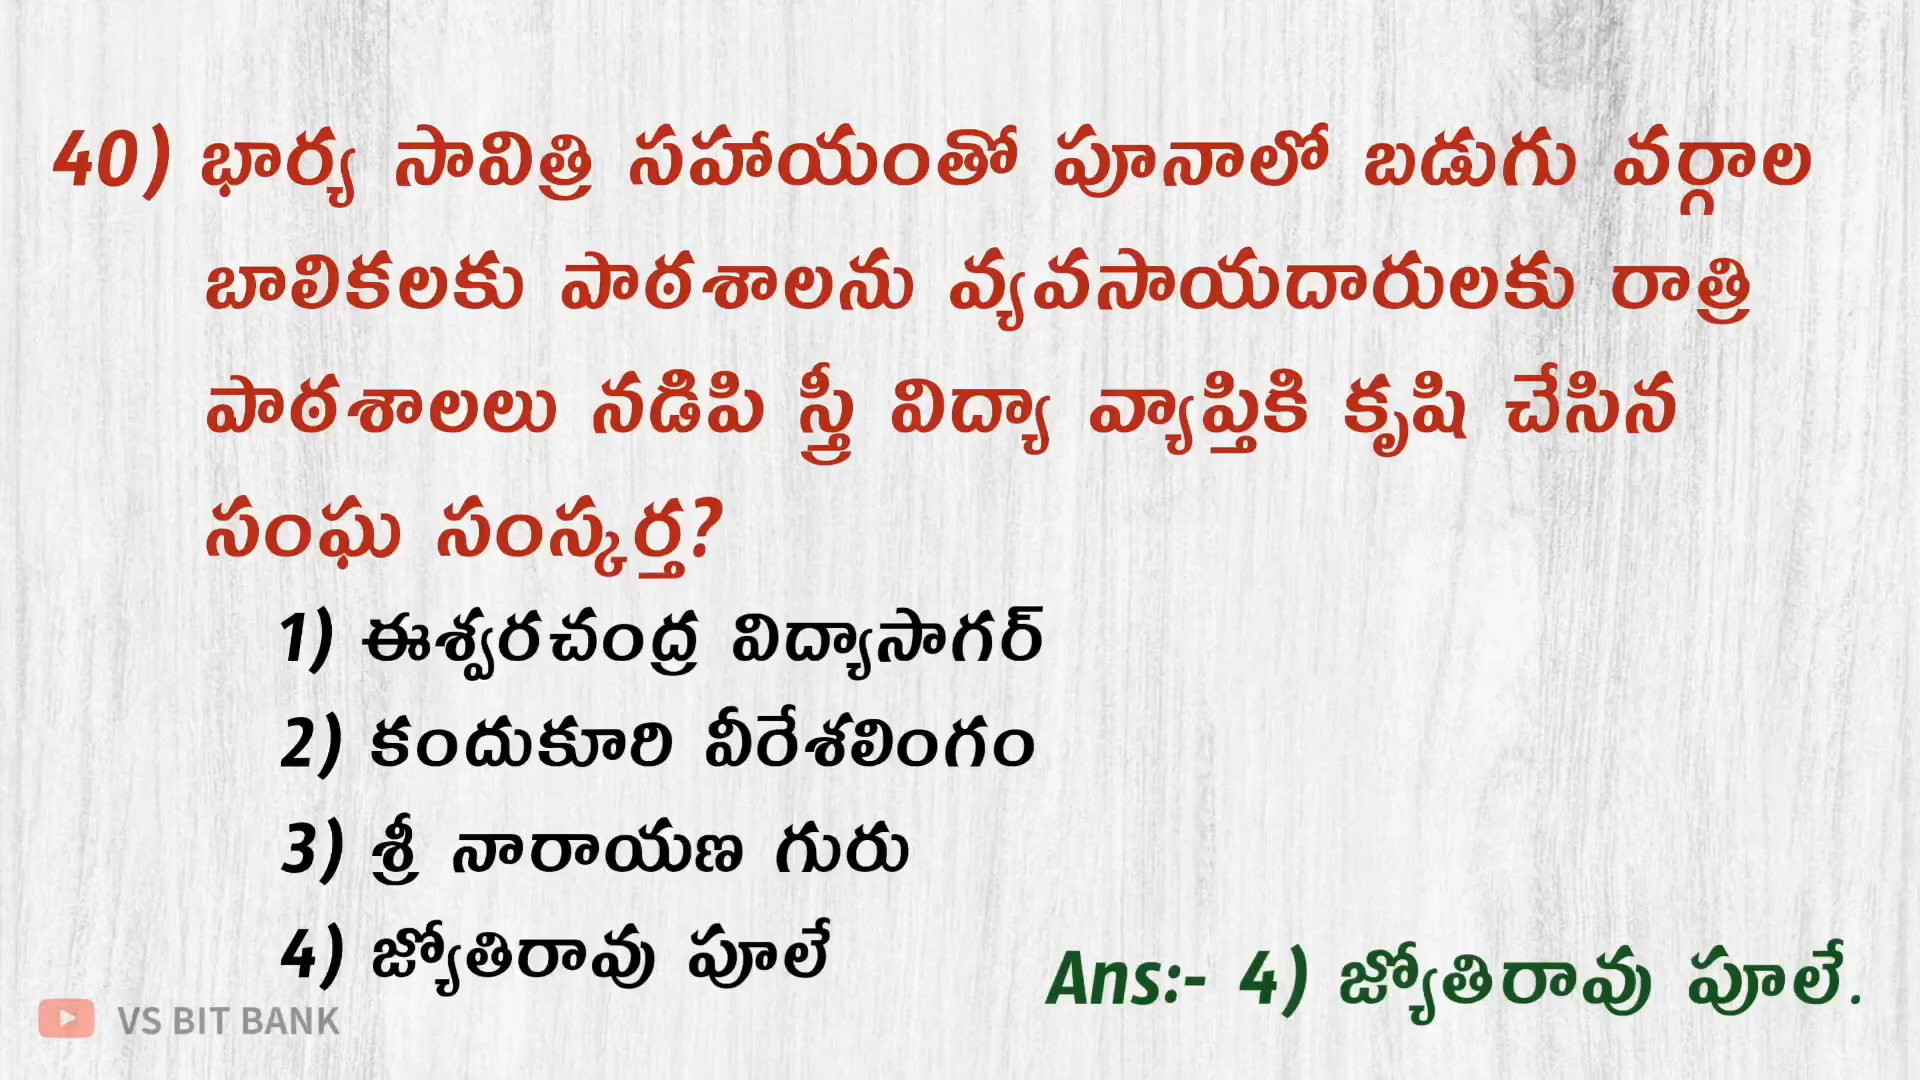 40) భార్య సావిత్రి సహాయంతో పూనాలో బడుగు వర్గాల
బాలికలకు పాఠశాలను వ్యవసాయదారులకు రాత్రి
పాఠశాలలు నడిపి స్త్రీ విద్యా వ్యాప్తికి కృషి చేసిన
సంఘ సంస్కర్త?
1) ఈశ్వరచంద్ర విద్యాసాగర్
2) కందుకూరి వీరేశలింగం
3) శ్రీ నారాయణ గురు
4) జ్యోతిరావు పూలే
Ans:- 4) జ్యోతిరావు పూలే.
VS BIT BANK